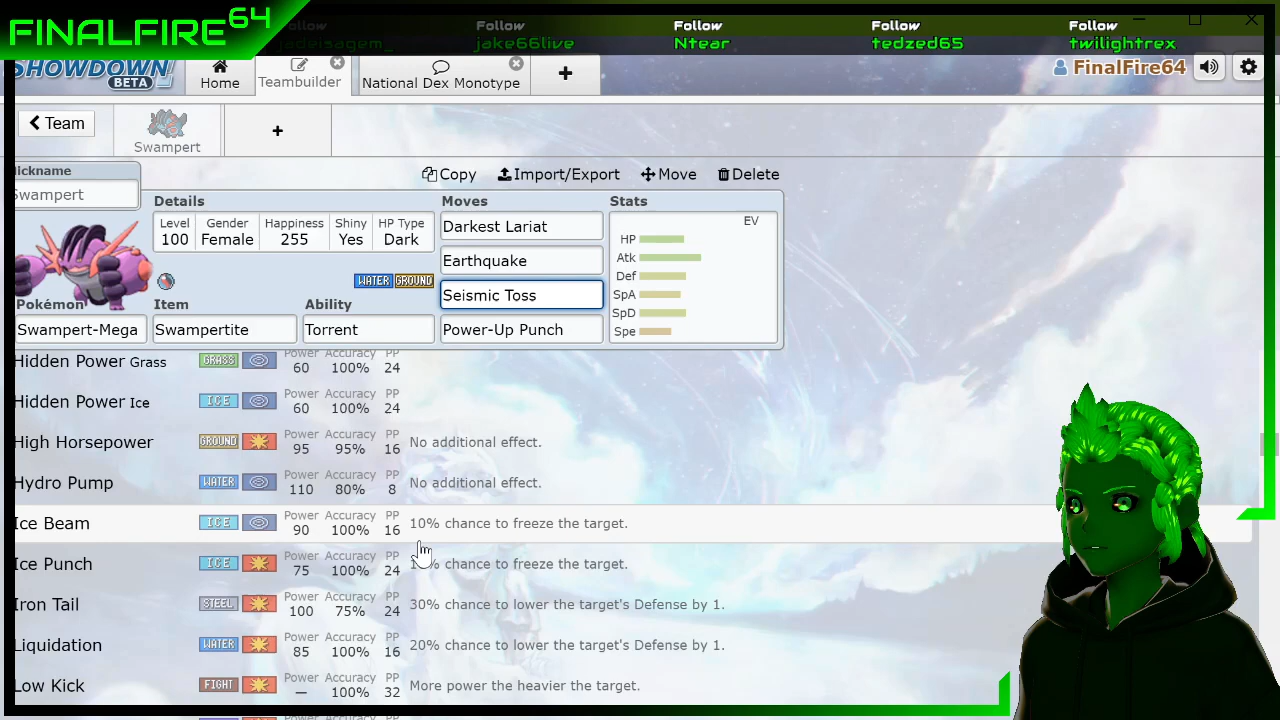 FINALFIRE64
Follow
Follow
Follow
Follow
Follow
jadeisagem_
jake66live
Ntear
tedzed65
twilightrex
SHOWDOWN
BETA
Home
Teambuilder
National Dex Monotype
+
FinalFire64
Team
Swampert
+
Nickname
Swampert
Copy
Import/Export
Move
Delete
Details
Level
100
Gender
Female
Happiness
255
Shiny
Yes
HP Type
Dark
WATER GROUND
Pokémon
Swampert-Mega
Item
Swampertite
Ability
Torrent
Moves
Darkest Lariat
Earthquake
Seismic Toss
Power-Up Punch
Stats
EV
HP
Atk
Def
SpA
SpD
Spe
Hidden Power Grass GRASS Power 60 Accuracy 100% PP 24
Hidden Power Ice ICE Power 60 Accuracy 100% PP 24
High Horsepower GROUND Power 95 Accuracy 95% PP 16 No additional effect.
Hydro Pump WATER Power 110 Accuracy 80% PP 8 No additional effect.
Ice Beam ICE Power 90 Accuracy 100% PP 16 10% chance to freeze the target.
Ice Punch ICE Power 75 Accuracy 100% PP 24 chance to freeze the target.
Iron Tail STEEL Power 100 Accuracy 75% PP 24 30% chance to lower the target's Defense by 1.
Liquidation WATER Power 85 Accuracy 100% PP 16 20% chance to lower the target's Defense by 1.
Low Kick FIGHT Power — Accuracy 100% PP 32 More power the heavier the target.